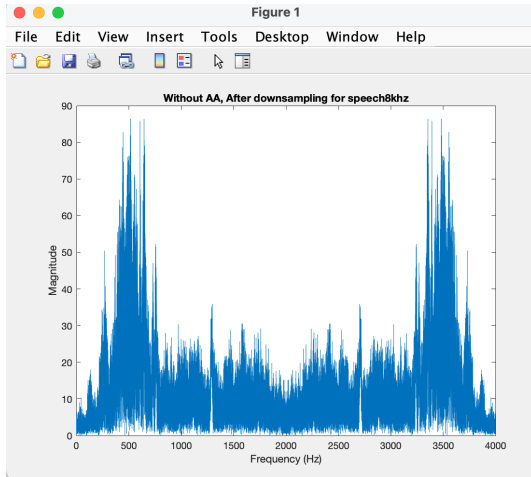 Figure 1
File Edit View Insert Tools Desktop Window Help
Without AA, After downsampling for speech8khz
90
80
70
60
50
40
30
20
10
0
Magnitude
0 500 1000 1500 2000 2500 3000 3500 4000
Frequency (Hz)